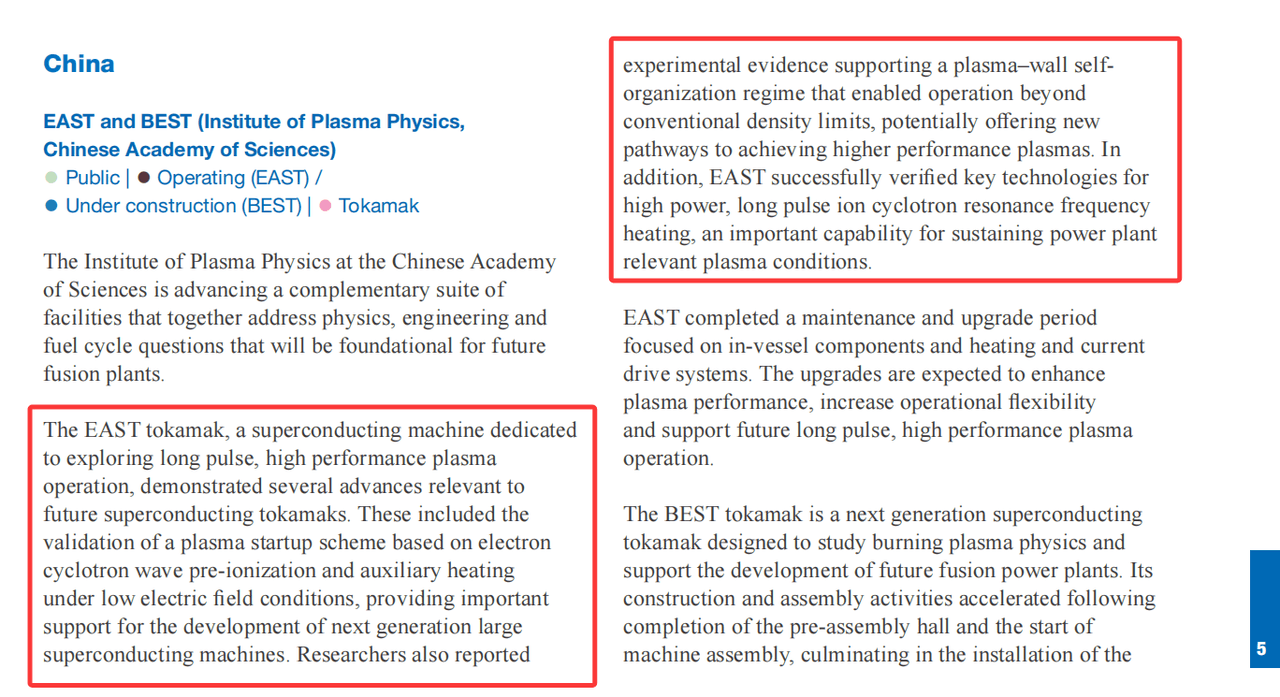 China
EAST and BEST (Institute of Plasma Physics,
Chinese Academy of Sciences)
Public | Operating (EAST) /
Under construction (BEST) | Tokamak
The Institute of Plasma Physics at the Chinese Academy
of Sciences is advancing a complementary suite of
facilities that together address physics, engineering and
fuel cycle questions that will be foundational for future
fusion plants.
The EAST tokamak, a superconducting machine dedicated
to exploring long pulse, high performance plasma
operation, demonstrated several advances relevant to
future superconducting tokamaks. These included the
validation of a plasma startup scheme based on electron
cyclotron wave pre-ionization and auxiliary heating
under low electric field conditions, providing important
support for the development of next generation large
superconducting machines. Researchers also reported
experimental evidence supporting a plasma–wall self-
organization regime that enabled operation beyond
conventional density limits, potentially offering new
pathways to achieving higher performance plasmas. In
addition, EAST successfully verified key technologies for
high power, long pulse ion cyclotron resonance frequency
heating, an important capability for sustaining power plant
relevant plasma conditions.
EAST completed a maintenance and upgrade period
focused on in-vessel components and heating and current
drive systems. The upgrades are expected to enhance
plasma performance, increase operational flexibility
and support future long pulse, high performance plasma
operation.
The BEST tokamak is a next generation superconducting
tokamak designed to study burning plasma physics and
support the development of future fusion power plants. Its
construction and assembly activities accelerated following
completion of the pre-assembly hall and the start of
machine assembly, culminating in the installation of the
5